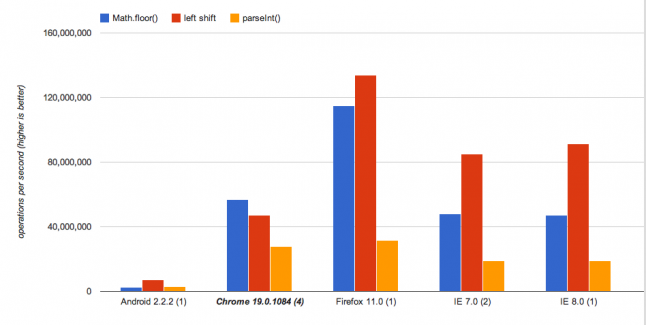 Math.floor() left shift parseInt()
160,000,000
120,000,000
80,000,000
40,000,000
0
operations per second (higher is better)
Android 2.2.2 (1) Chrome 19.0.1084 (4) Firefox 11.0 (1) IE 7.0 (2) IE 8.0 (1)